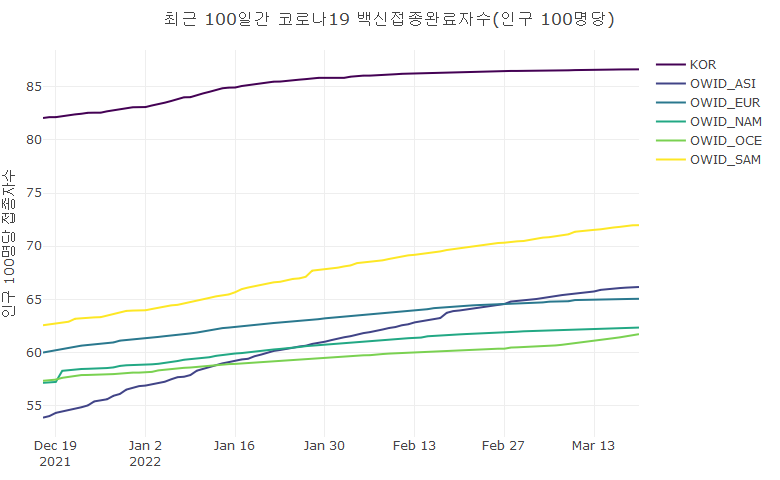 최근 100일간 코로나19 백신접종완료자수(인구 100명당)
인구 100명당 접종자수
85
80
75
70
65
60
55
Dec 19
2021
Jan 2
2022
Jan 16
Jan 30
Feb 13
Feb 27
Mar 13
KOR
OWID_ASI
OWID_EUR
OWID_NAM
OWID_OCE
OWID_SAM